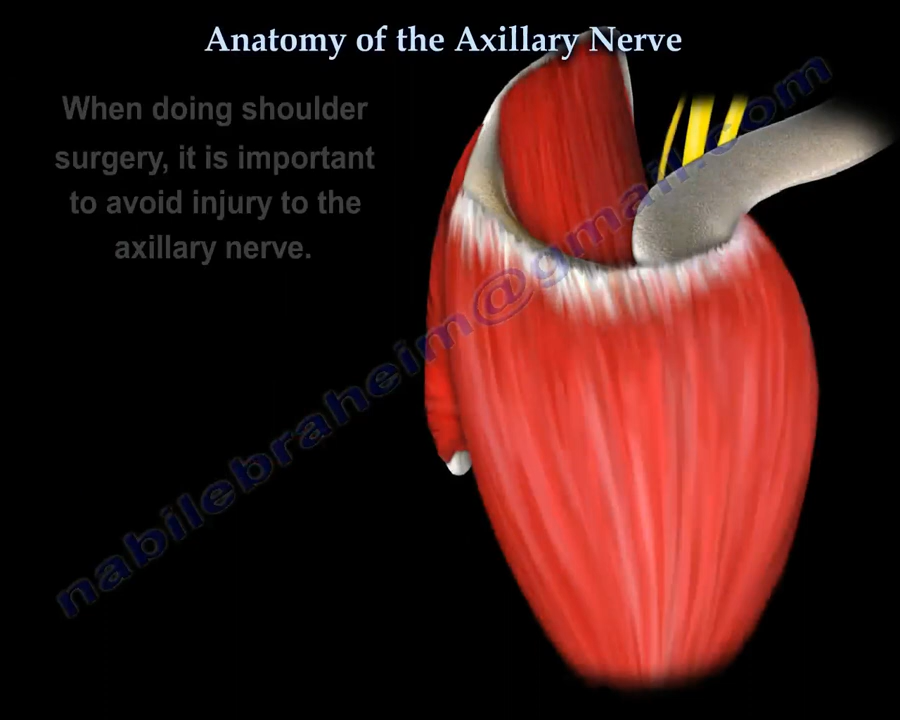 Anatomy of the Axillary Nerve
When doing shoulder
surgery, it is important
to avoid injury to the
axillary nerve.
nabilebraheim@gmail.com